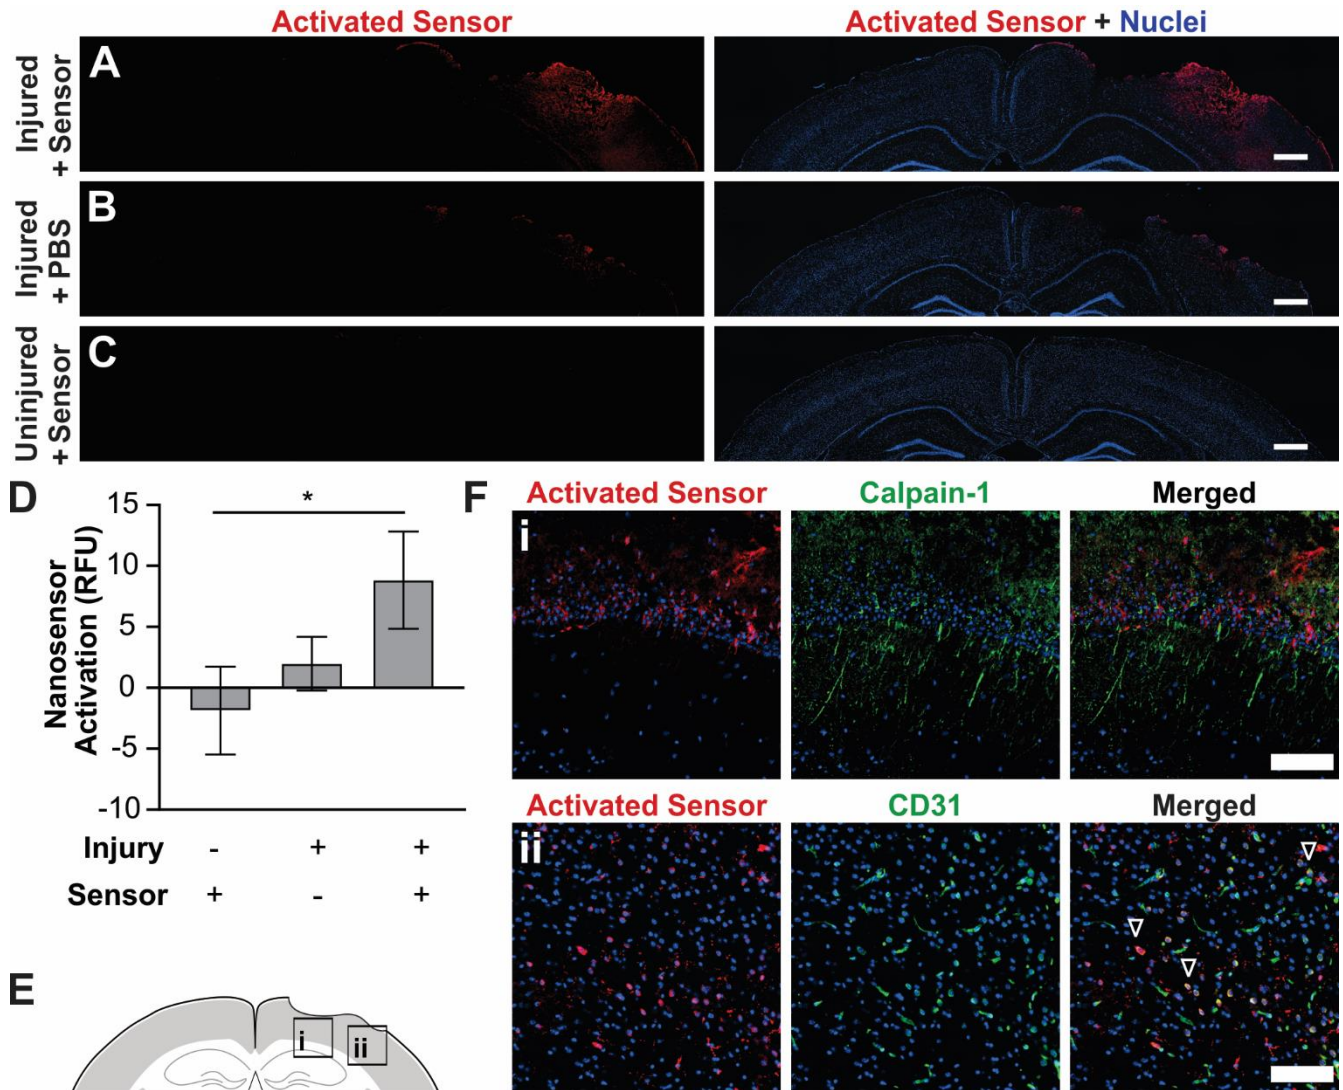 Activated Sensor
Activated Sensor + Nuclei
Injured
+ Sensor
A
Injured
+ PBS
B
Uninjured
+ Sensor
C
D
Nanosensor
Activation (RFU)
15
10
5
0
-5
-10
*
Injury - + +
Sensor + - +
E
i
ii
F
Activated Sensor
Calpain-1
Merged
i
Activated Sensor
CD31
Merged
ii